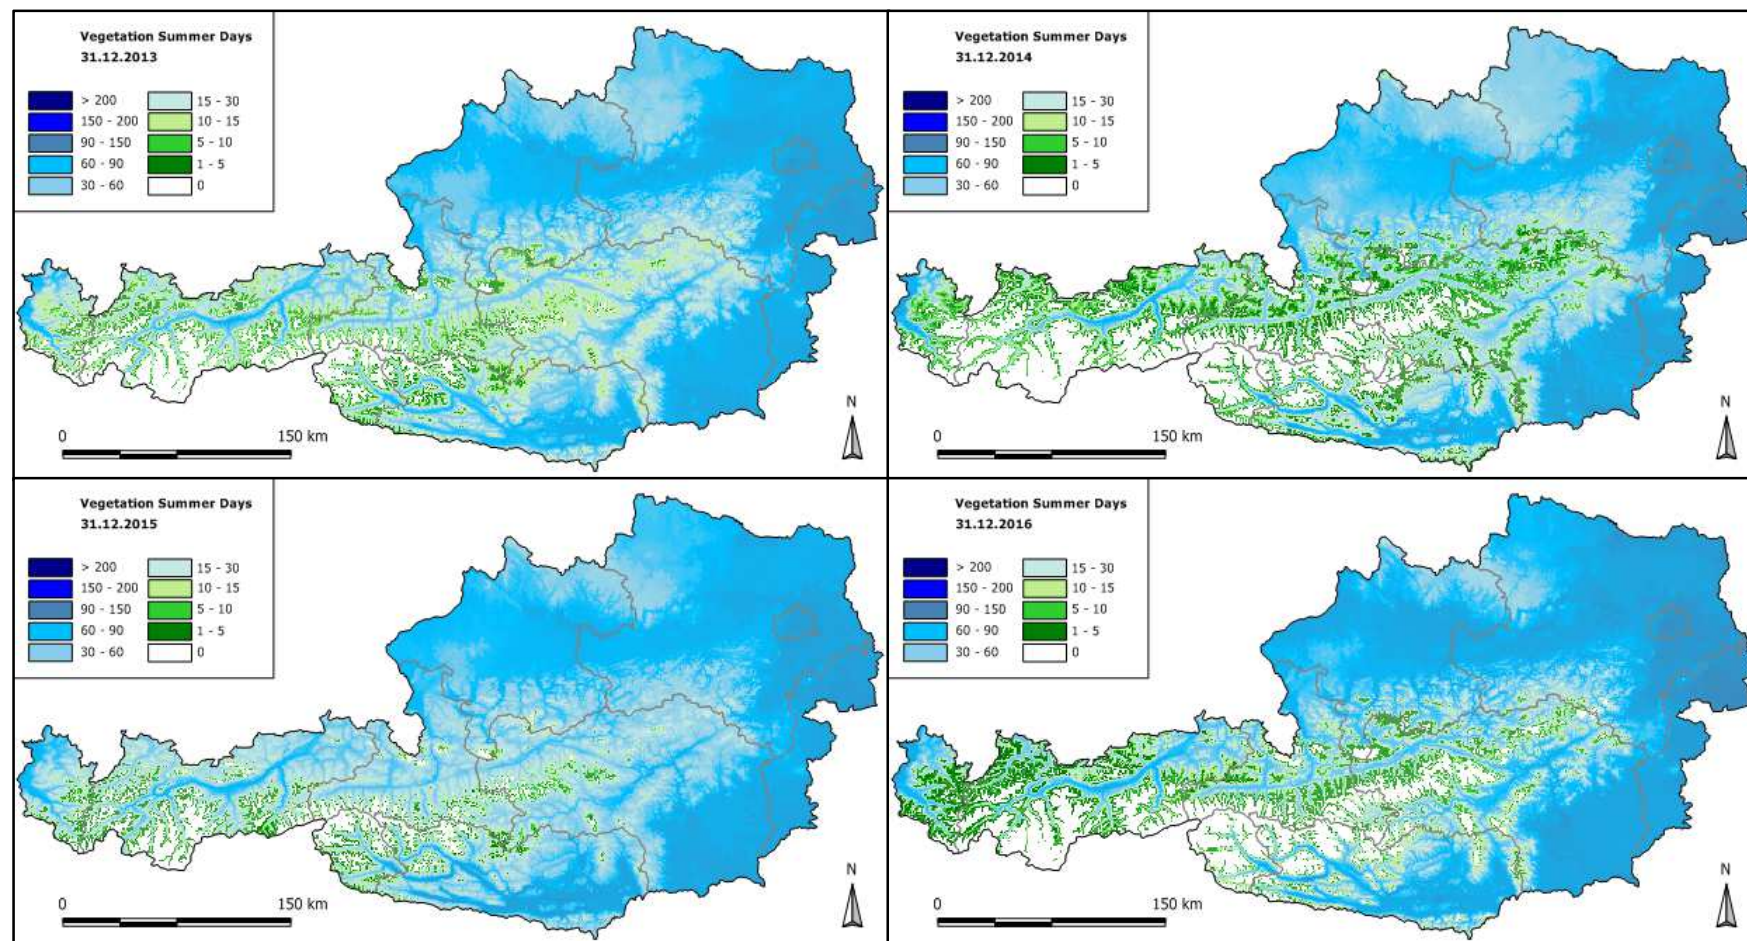 Vegetation Summer Days
31.12.2013
> 200 15 - 30
150 - 200 10 - 15
90 - 150 5 - 10
60 - 90 1 - 5
30 - 60 0
0 150 km
N
Vegetation Summer Days
31.12.2014
> 200 15 - 30
150 - 200 10 - 15
90 - 150 5 - 10
60 - 90 1 - 5
30 - 60 0
0 150 km
N
Vegetation Summer Days
31.12.2015
> 200 15 - 30
150 - 200 10 - 15
90 - 150 5 - 10
60 - 90 1 - 5
30 - 60 0
0 150 km
N
Vegetation Summer Days
31.12.2016
> 200 15 - 30
150 - 200 10 - 15
90 - 150 5 - 10
60 - 90 1 - 5
30 - 60 0
0 150 km
N